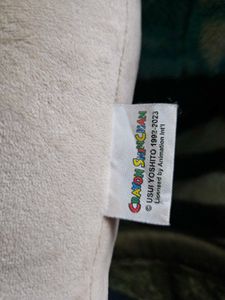 CRAYON SHINCHAN
© USUI YOSHITO 1992-2023
Licensed by Animation Int'l